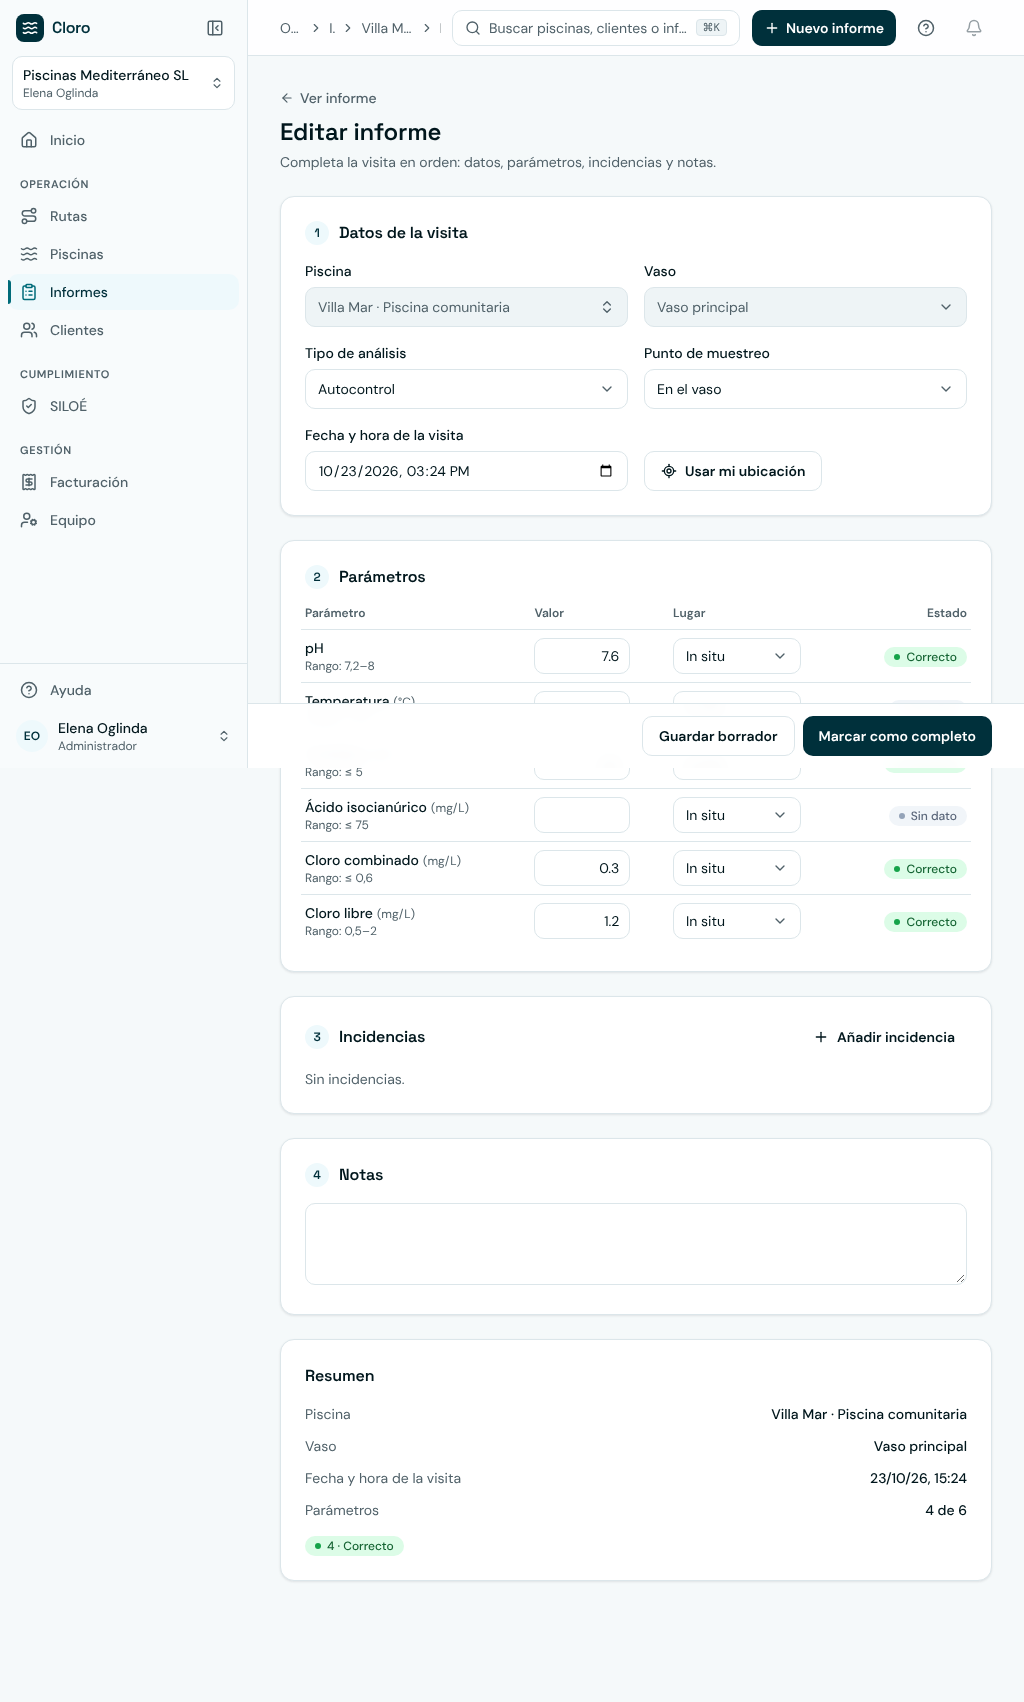 Cloro
Piscinas Mediterráneo SL
Elena Oglinda
Inicio
OPERACIÓN
Rutas
Piscinas
Informes
Clientes
CUMPLIMIENTO
SILOÉ
GESTIÓN
Facturación
Equipo
Ayuda
EO
Elena Oglinda
Administrador
O... > I. > Villa M... >
Buscar piscinas, clientes o inf... ⌘K
Nuevo informe
Ver informe
Editar informe
Completa la visita en orden: datos, parámetros, incidencias y notas.
1 Datos de la visita
Piscina Vaso
Villa Mar · Piscina comunitaria Vaso principal
Tipo de análisis Punto de muestreo
Autocontrol En el vaso
Fecha y hora de la visita
10/23/2026, 03:24 PM Usar mi ubicación
2 Parámetros
Parámetro Valor Lugar Estado
pH 7.6 In situ Correcto
Rango: 7,2–8
Temperatura (°C)
Guardar borrador Marcar como completo
Rango: ≤ 5
Ácido isocianúrico (mg/L) In situ Sin dato
Rango: ≤ 75
Cloro combinado (mg/L) 0.3 In situ Correcto
Rango: ≤ 0,6
Cloro libre (mg/L) 1.2 In situ Correcto
Rango: 0,5–2
3 Incidencias Añadir incidencia
Sin incidencias.
4 Notas
Resumen
Piscina Villa Mar · Piscina comunitaria
Vaso Vaso principal
Fecha y hora de la visita 23/10/26, 15:24
Parámetros 4 de 6
4 · Correcto